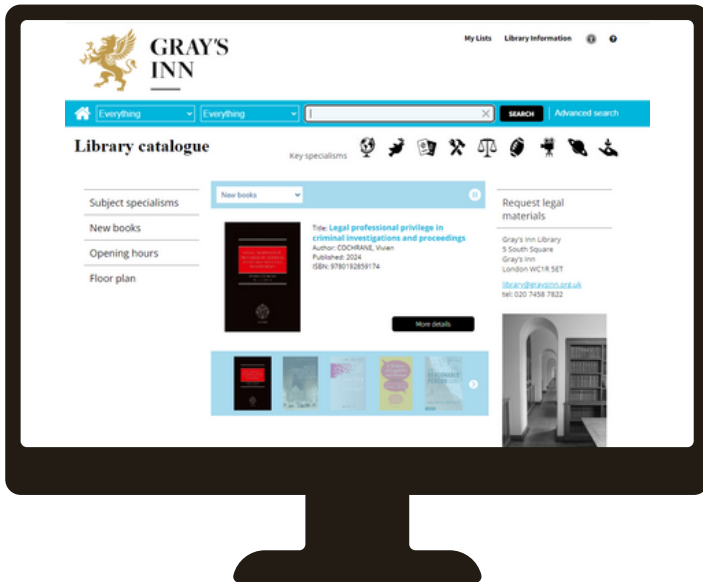 GRAY'S
INN
My Lists Library Information
Everything Everything SEARCH Advanced search
Library catalogue
Key specialisms
Subject specialisms
New books
Opening hours
Floor plan
New books
Title: Legal professional privilege in
criminal investigations and proceedings
Author: COCHRANE, Vivien
Published: 2024
ISBN: 9780192859174
More details
Request legal
materials
Gray's Inn Library
5 South Square
Gray's Inn
London WC1R 5ET
library@graysinn.org.uk
tel: 020 7458 7822